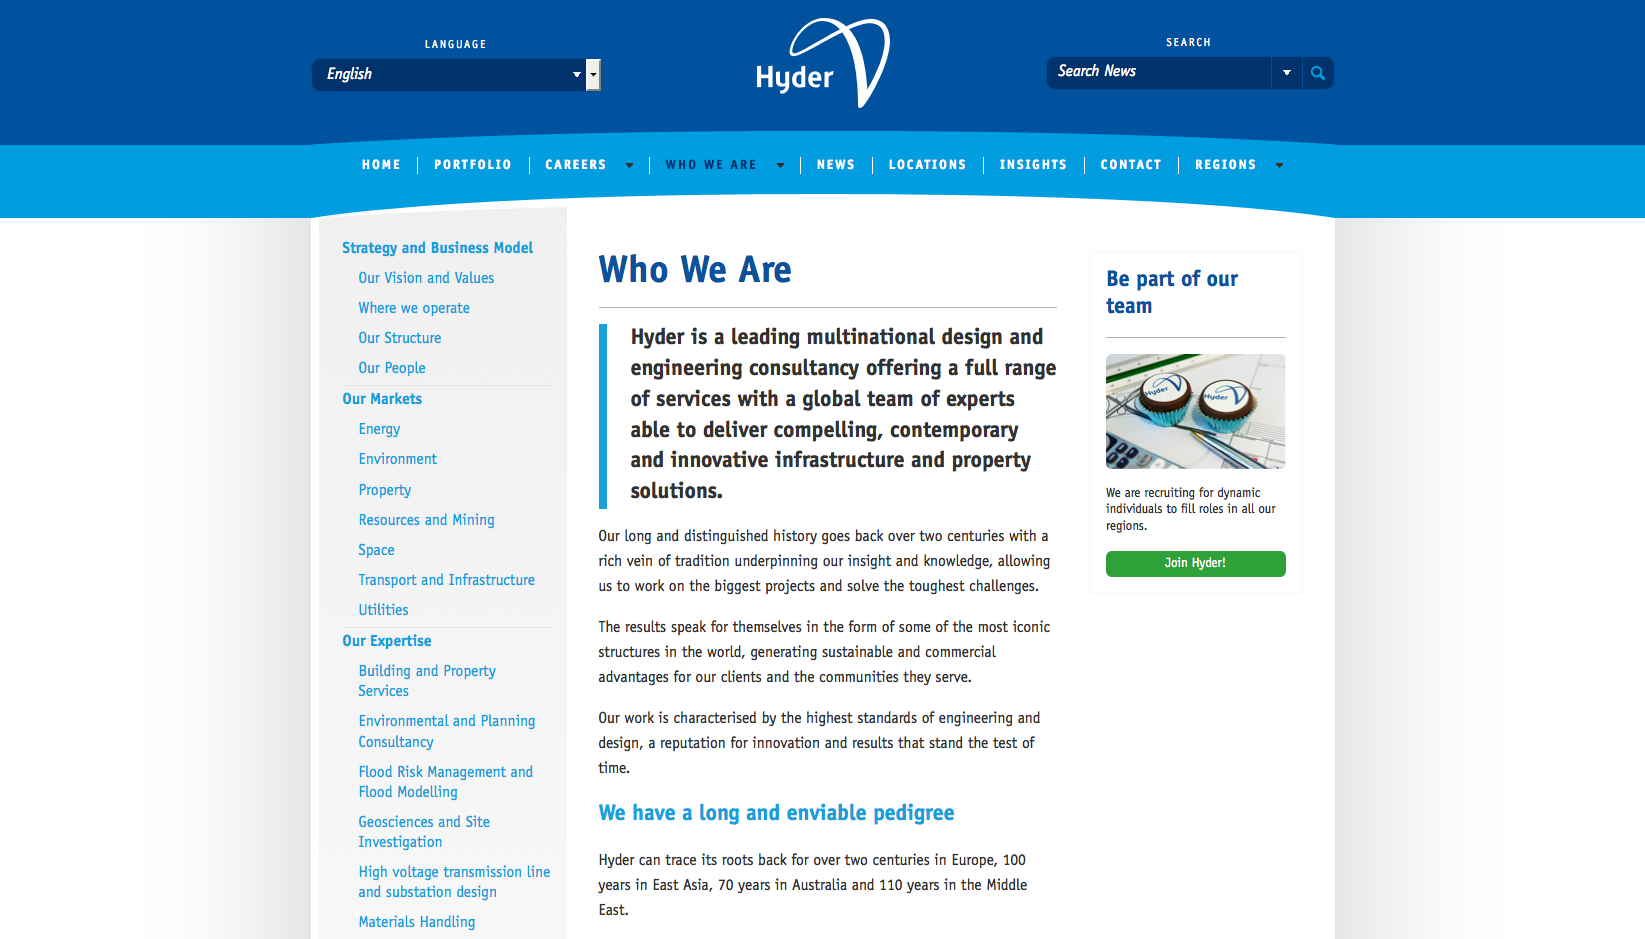 LANGUAGE
English
Hyder
SEARCH
Search News
HOME
PORTFOLIO
CAREERS
WHO WE ARE
NEWS
LOCATIONS
INSIGHTS
CONTACT
REGIONS
Strategy and Business Model
Our Vision and Values
Where we operate
Our Structure
Our People
Our Markets
Energy
Environment
Property
Resources and Mining
Space
Transport and Infrastructure
Utilities
Our Expertise
Building and Property
Services
Environmental and Planning
Consultancy
Flood Risk Management and
Flood Modelling
Geosciences and Site
Investigation
High voltage transmission line
and substation design
Materials Handling
Who We Are
Hyder is a leading multinational design and
engineering consultancy offering a full range
of services with a global team of experts
able to deliver compelling, contemporary
and innovative infrastructure and property
solutions.
Our long and distinguished history goes back over two centuries with a
rich vein of tradition underpinning our insight and knowledge, allowing
us to work on the biggest projects and solve the toughest challenges.
The results speak for themselves in the form of some of the most iconic
structures in the world, generating sustainable and commercial
advantages for our clients and the communities they serve.
Our work is characterised by the highest standards of engineering and
design, a reputation for innovation and results that stand the test of
time.
We have a long and enviable pedigree
Hyder can trace its roots back for over two centuries in Europe, 100
years in East Asia, 70 years in Australia and 110 years in the Middle
East.
Be part of our
team
Hyder
Hyder
We are recruiting for dynamic
individuals to fill roles in all our
regions.
Join Hyder!